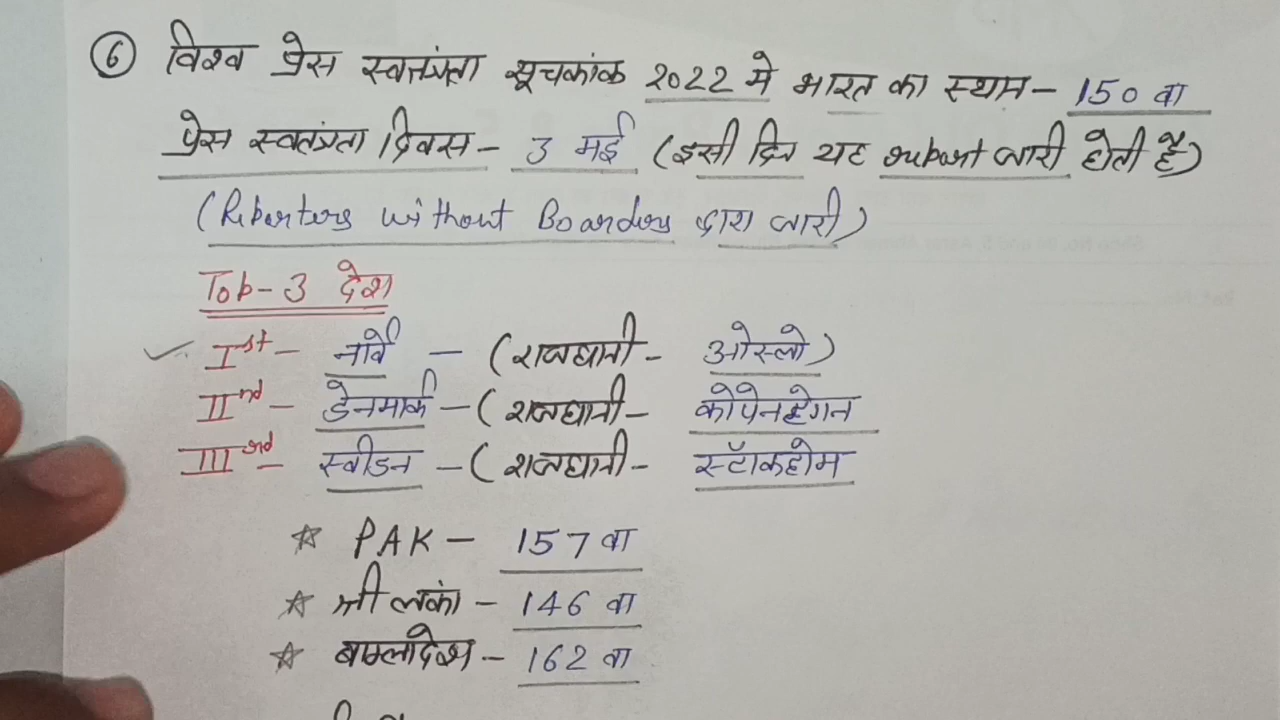 ⑥ विश्व प्रेस स्वतंत्रता सूचकांक 2022 मे भारत का स्थान - 150 वा
प्रेस स्वतंत्रता दिवस - 3 मई (इसी दिन यह report जारी होती है)
(Reporters without Boarders द्वारा जारी)
Top-3 देश
Ist - नार्वे - (राजधानी - ओस्लो)
IInd - डेनमार्क - (राजधानी - कोपेनहेगन
IIIrd - स्वीडन - (राजधानी - स्टॉकहोम
☆ PAK - 157 वा
☆ श्री लंका - 146 वा
☆ बाग्लादेश - 162 वा